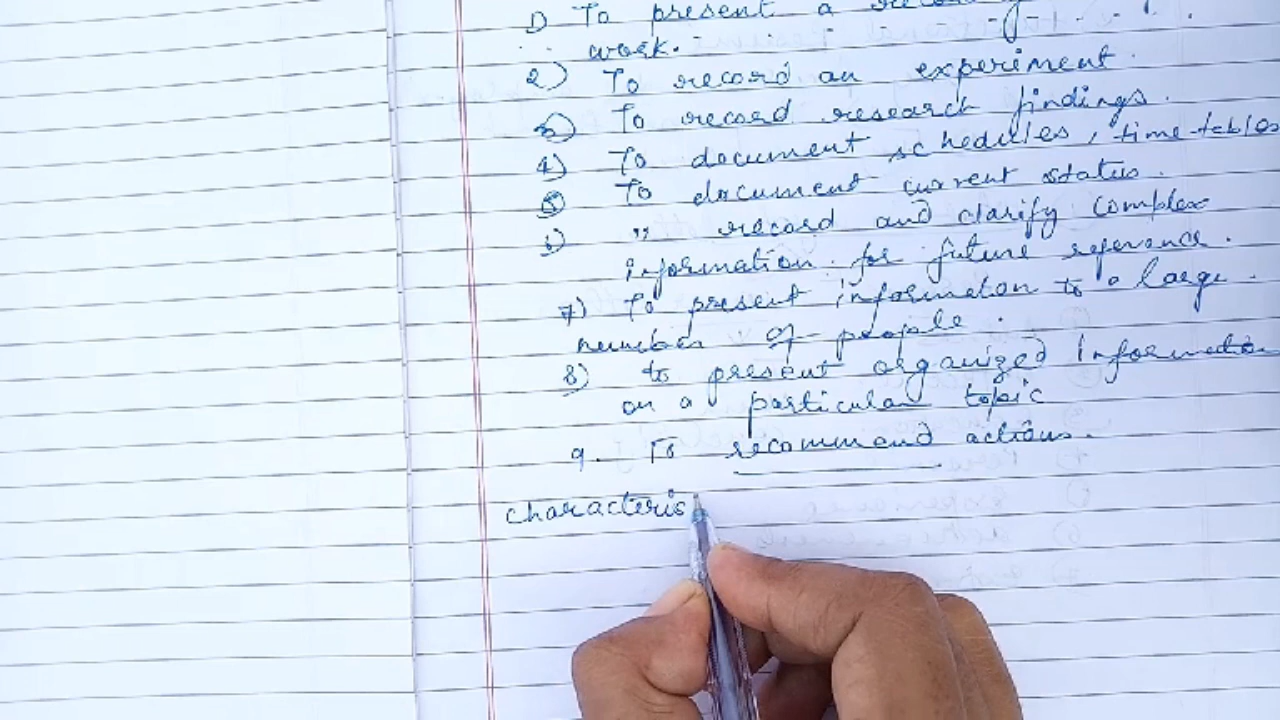 1) To present a record
work.
2) To record an experiment.
3) To record research findings.
4) To document schedules, time-tables
5) To document current status.
6) " record and clarify complex
information for future reference.
7) To present information to a large
number of people.
8) to present organized information
on a particular topic
9. To recommend actions.
characteris